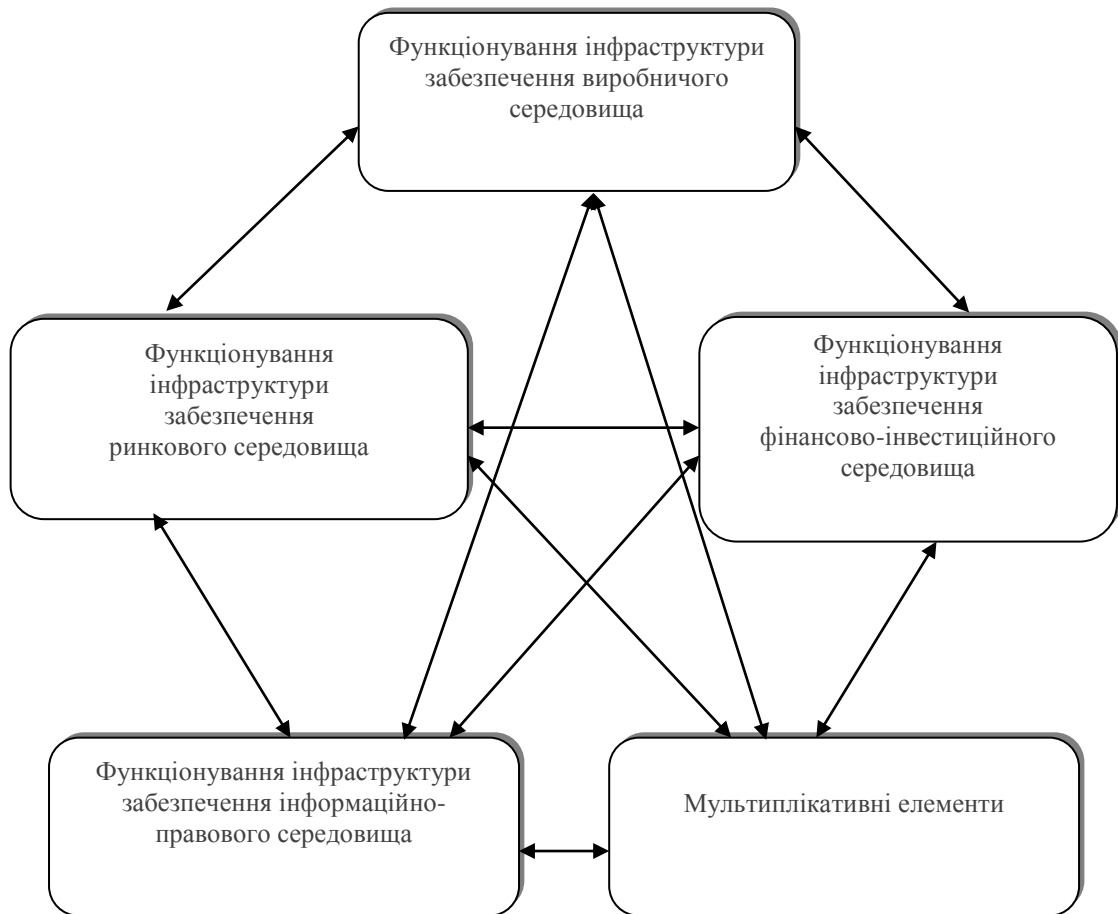 Функціонування інфраструктури
забезпечення виробничого
середовища
Функціонування
інфраструктури
забезпечення
ринкового середовища
Функціонування
інфраструктури
забезпечення
фінансово-інвестиційного
середовища
Функціонування інфраструктури
забезпечення інформаційно-
правового середовища
Мультиплікативні елементи